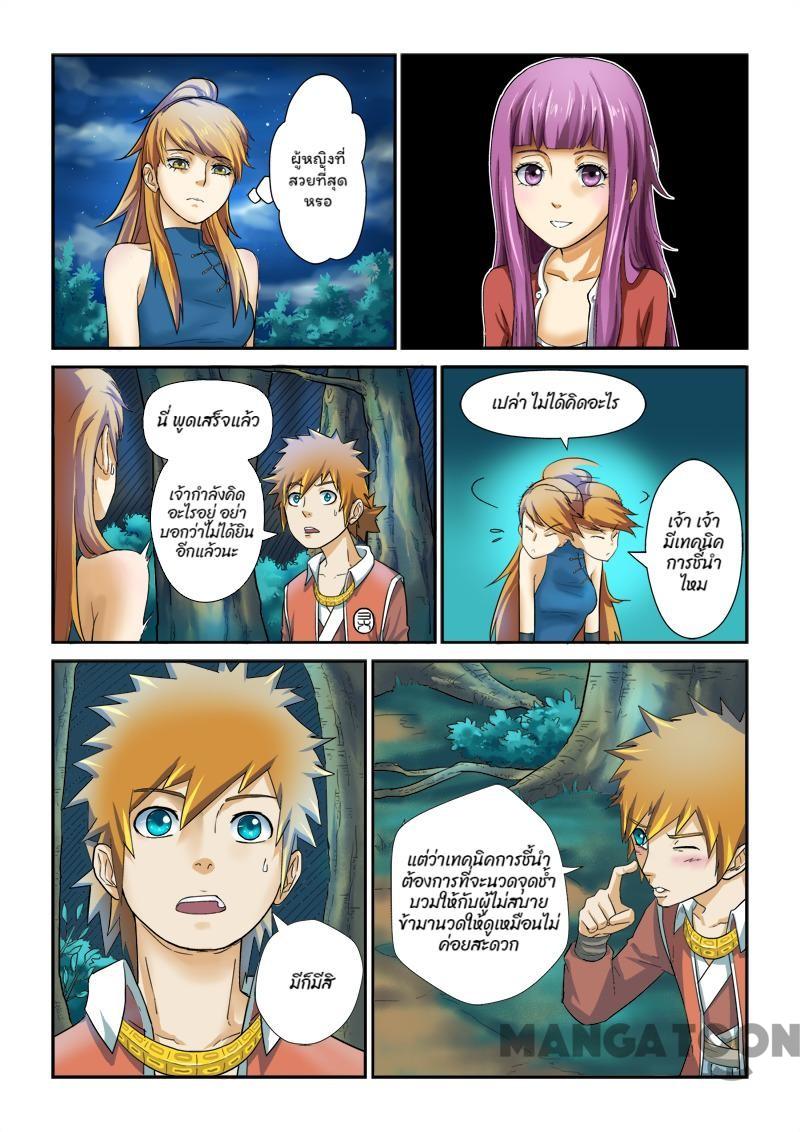 ผู้หญิงที่
สวยที่สุด
หรอ
นี่ พูดเสร็จแล้ว
เจ้ากำลังคิด
อะไรอยู่ อย่า
บอกว่าไม่ได้ยิน
อีกแล้วนะ
เปล่า ไม่ได้คิดอะไร
เจ้า เจ้า
มีเทคนิค
การชี้นำ
ไหม
มีก็มีสิ
แต่ว่าเทคนิคการชี้นำ
ต้องการที่จะนวดจุดช้ำ
บวมให้กับผู้ไม่สบาย
ข้ามานวดให้ดูเหมือนไม่
ค่อยสะดวก
MANGATOON